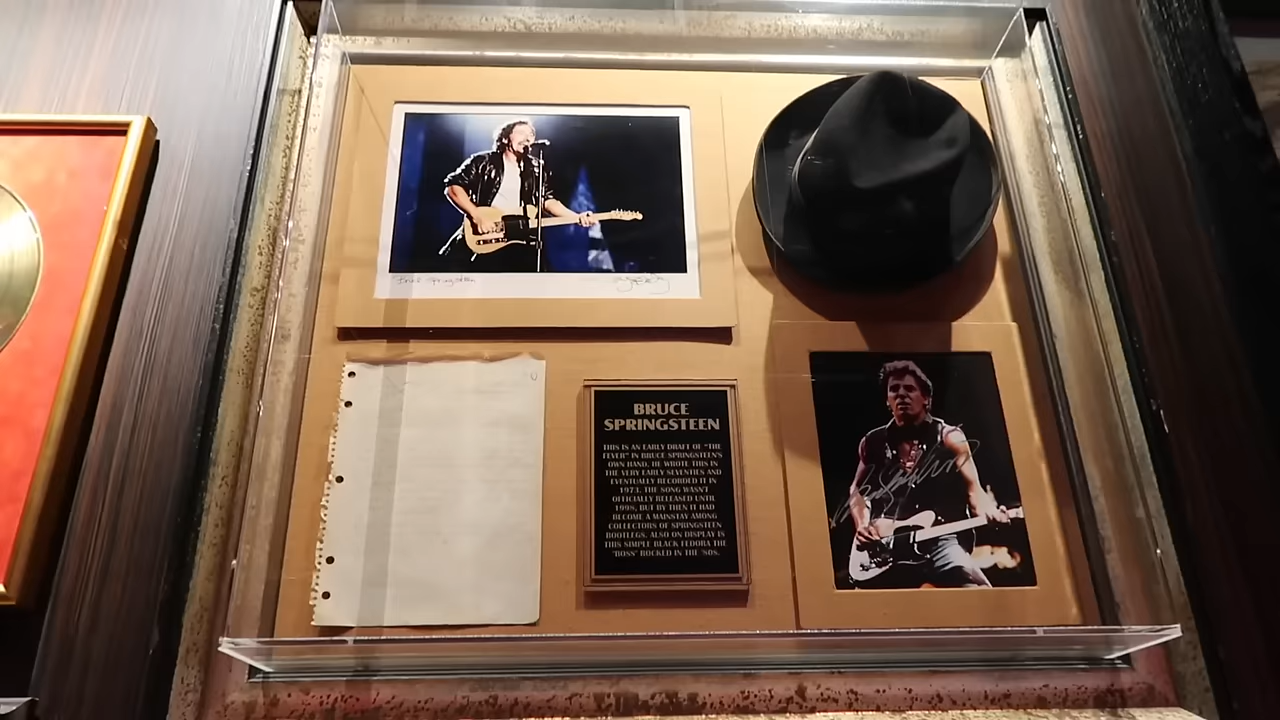 Bruce Springsteen
BRUCE
SPRINGSTEEN
THIS IS AN EARLY DRAFT OF "THE
FEVER" IN BRUCE SPRINGSTEEN'S
OWN HAND. HE WROTE THIS IN
THE VERY EARLY SEVENTIES AND
EVENTUALLY RECORDED IT IN
1973. THE SONG WASN'T
OFFICIALLY RELEASED UNTIL
1998, BUT BY THEN IT HAD
BECOME A MAINSTAY AMONG
COLLECTORS OF SPRINGSTEEN
BOOTLEGS. ALSO ON DISPLAY IS
THIS SIMPLE BLACK FEDORA THE
"BOSS" ROCKED IN THE '80S.